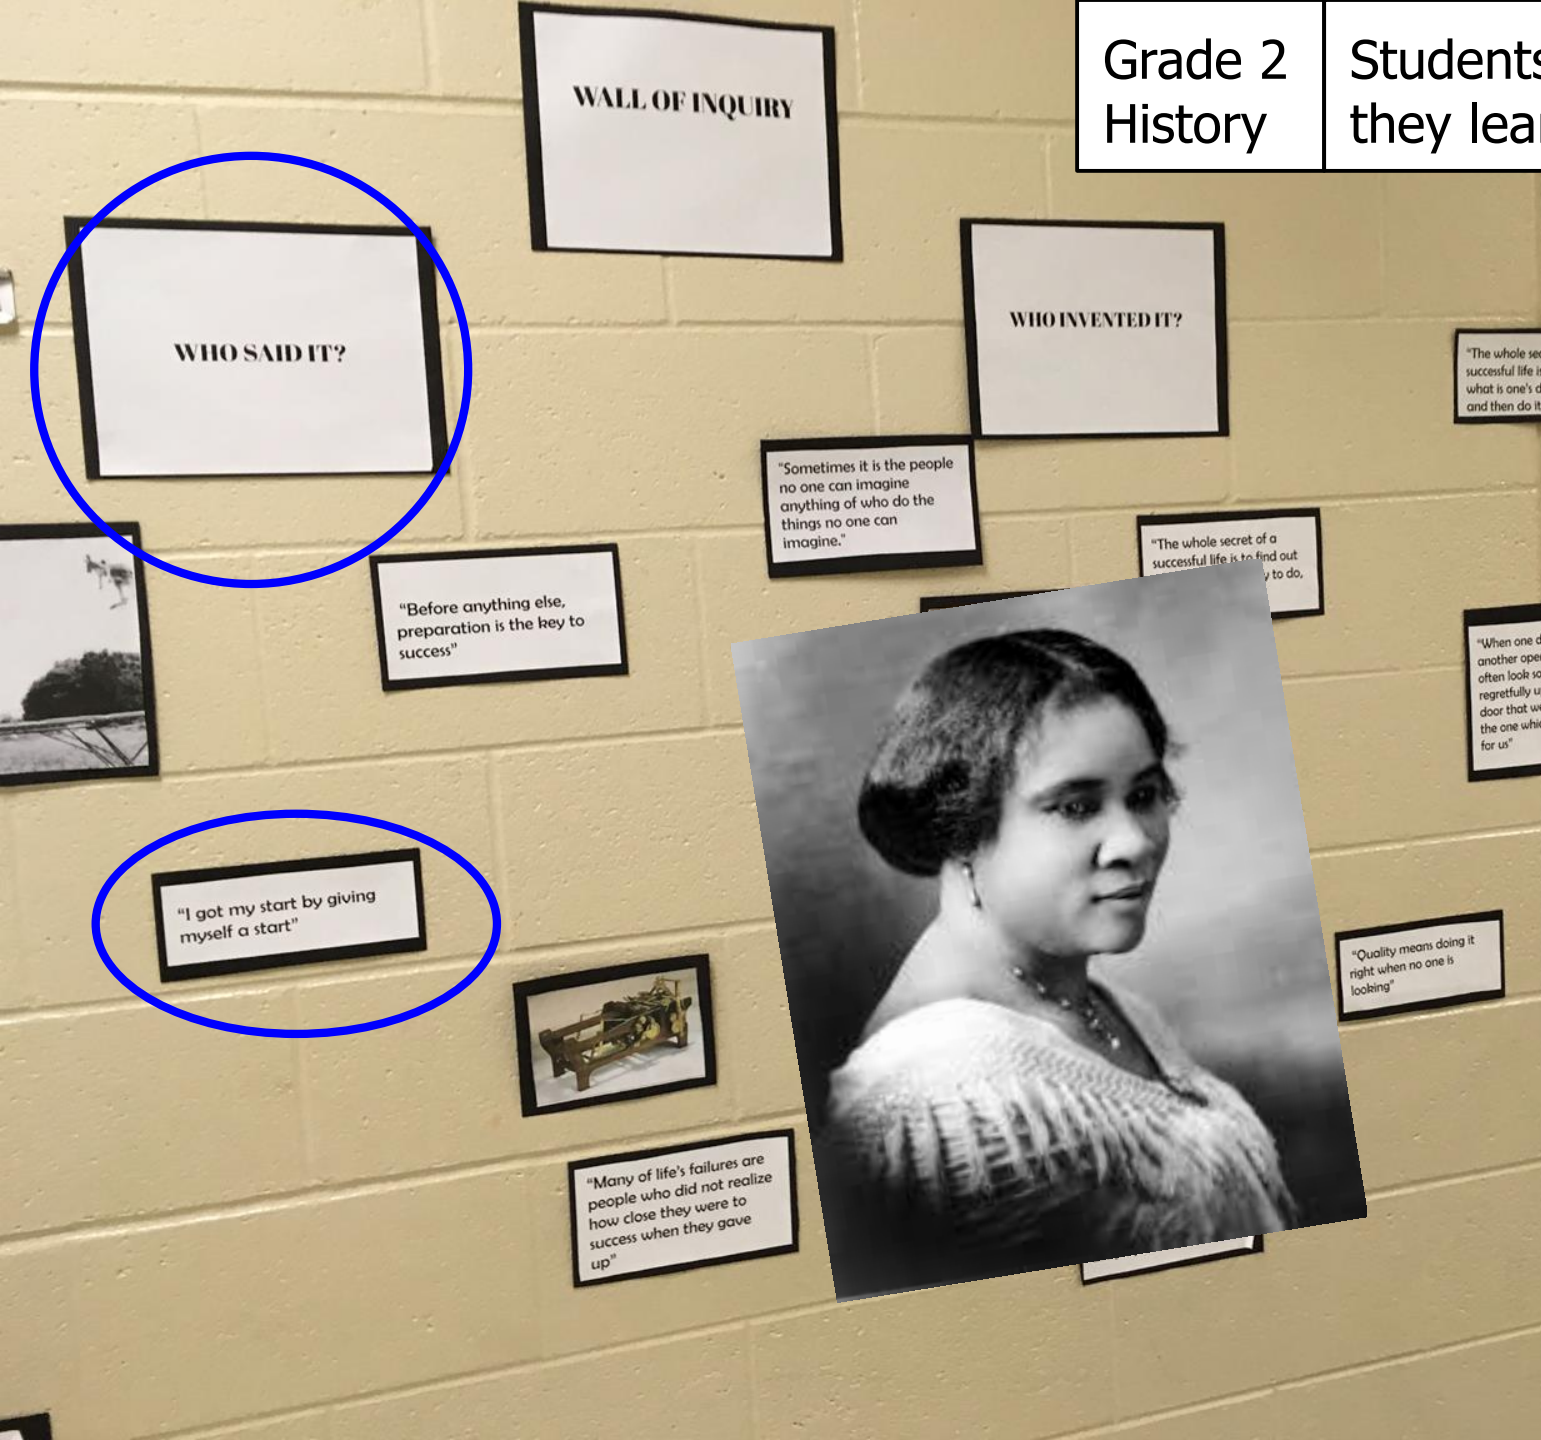 Grade 2
History
Students
they lea
WALL OF INQUIRY
WHO SAID IT?
WHO INVENTED IT?
"The whole sec
successful life is
what is one's d
and then do it
"Sometimes it is the people
no one can imagine
anything of who do the
things no one can
imagine."
"The whole secret of a
successful life is to find out
to do,
"Before anything else,
preparation is the key to
success"
"When one d
another ope
often look so
regretfully u
door that we
the one whic
for us"
"I got my start by giving
myself a start"
"Quality means doing it
right when no one is
looking"
"Many of life's failures are
people who did not realize
how close they were to
success when they gave
up"